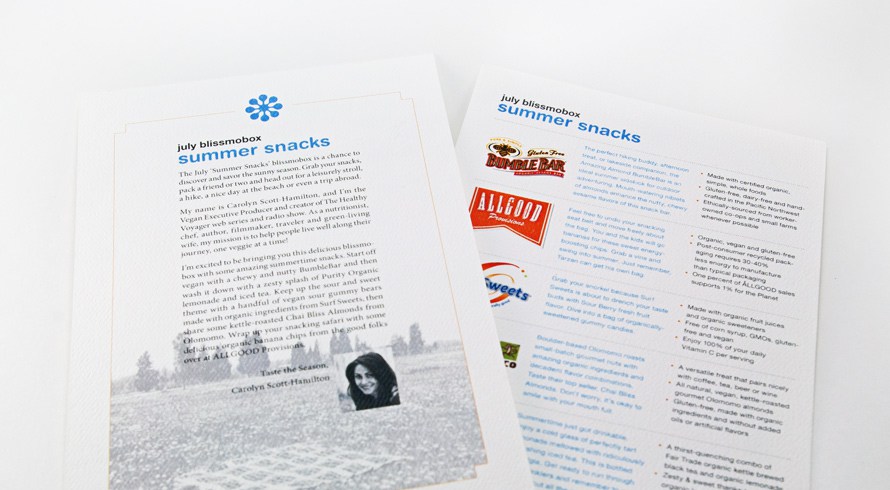 july blissmobox
summer snacks
The July 'Summer Snacks' blissmobox is a chance to
discover and savor the sunny season. Grab your snacks,
pack a friend or two and head out for a leisurely stroll,
a hike, a nice day at the beach or even a trip abroad.
My name is Carolyn Scott-Hamilton, and I'm the
Vegan Executive Producer and creator of The Healthy
Voyager web series and radio show. As a nutritionist,
chef, author, filmmaker, traveler and green-living
wife, my mission is to help people live well along their
journey, one veggie at a time!
I'm excited to be bringing you this delicious blissmo-
box with some amazing summertime snacks. Start off
vegan with a chewy and nutty BumbleBar and then
wash it down with a zesty splash of Purity Organic
lemonade and iced tea. Keep up the sour and sweet
theme with a handful of vegan sour gummy bears
made with organic ingredients from Surf Sweets, then
share some kettle-roasted Chai Bliss Almonds from
Olomomo. Wrap up your snacking safari with some
delicious organic banana chips from the good folks
over at ALLGOOD Provisions.
Taste the Season,
Carolyn Scott-Hamilton
july blissmobox
summer snacks
Gluten Free
BUMBLE BAR
The perfect hiking buddy, afternoon
treat, or takeoff companion, the
Amazing Almond BumbleBar is an
ideal summer sidekick for nutritious
adventuring. Mouth-watering morsels
of almonds enhance the nutty, chewy
sesame flavors of this snack bar.
Made with certified organic,
simple, whole foods
Gluten-free, dairy-free and hand-
crafted in the Pacific Northwest
Ethically-sourced from worker-
owned co-ops and small farms
whenever possible
ALLGOOD
Provisions
Feel free to undo your snacking
seat belt and move freely about
the bag. You and the kids will go
bananas for these sweet energy-
boosting chips. Grab a vine and
swing into summer. Just remember,
Tarzan can get his own bag.
Organic, vegan and gluten-free
Post-consumer recycled pack-
aging requires 30-40%
less energy to manufacture
than typical packaging
One percent of ALLGOOD sales
supports 1% for the Planet
Sweets
Grab your snorkel because Surf
Sweets is about to drench your taste
buds with Sour Berry fresh fruit
flavor. Dive into a bag of organically-
sweetened gummy candies.
Made with organic fruit juices
and organic sweeteners
Free of corn syrup, GMOs, gluten-
free and vegan
Enjoy 100% of your daily
Vitamin C per serving
Boulder-based Olomomo roasts
small-batch gourmet nuts with
amazing organic ingredients and
decadent flavor combinations.
Taste their top seller, Chai Bliss
Almonds. Don't worry, it's okay to
smile with your mouth full.
A versatile treat that pairs nicely
with coffee, tea, beer or wine
All natural, vegan, kettle-roasted
gourmet Olomomo almonds
Gluten-free, made with organic
ingredients and without added
oils or artificial flavors
Summertime just got drinkable.
a cold glass of perfectly tart
lemonade mellowed with ridiculously
iced tea. This is bottled
Get ready to run through
and remember to
A thirst-quenching combo of
Fair Trade organic kettle brewed
black tea and organic lemonade
Zesty & sweet thanks